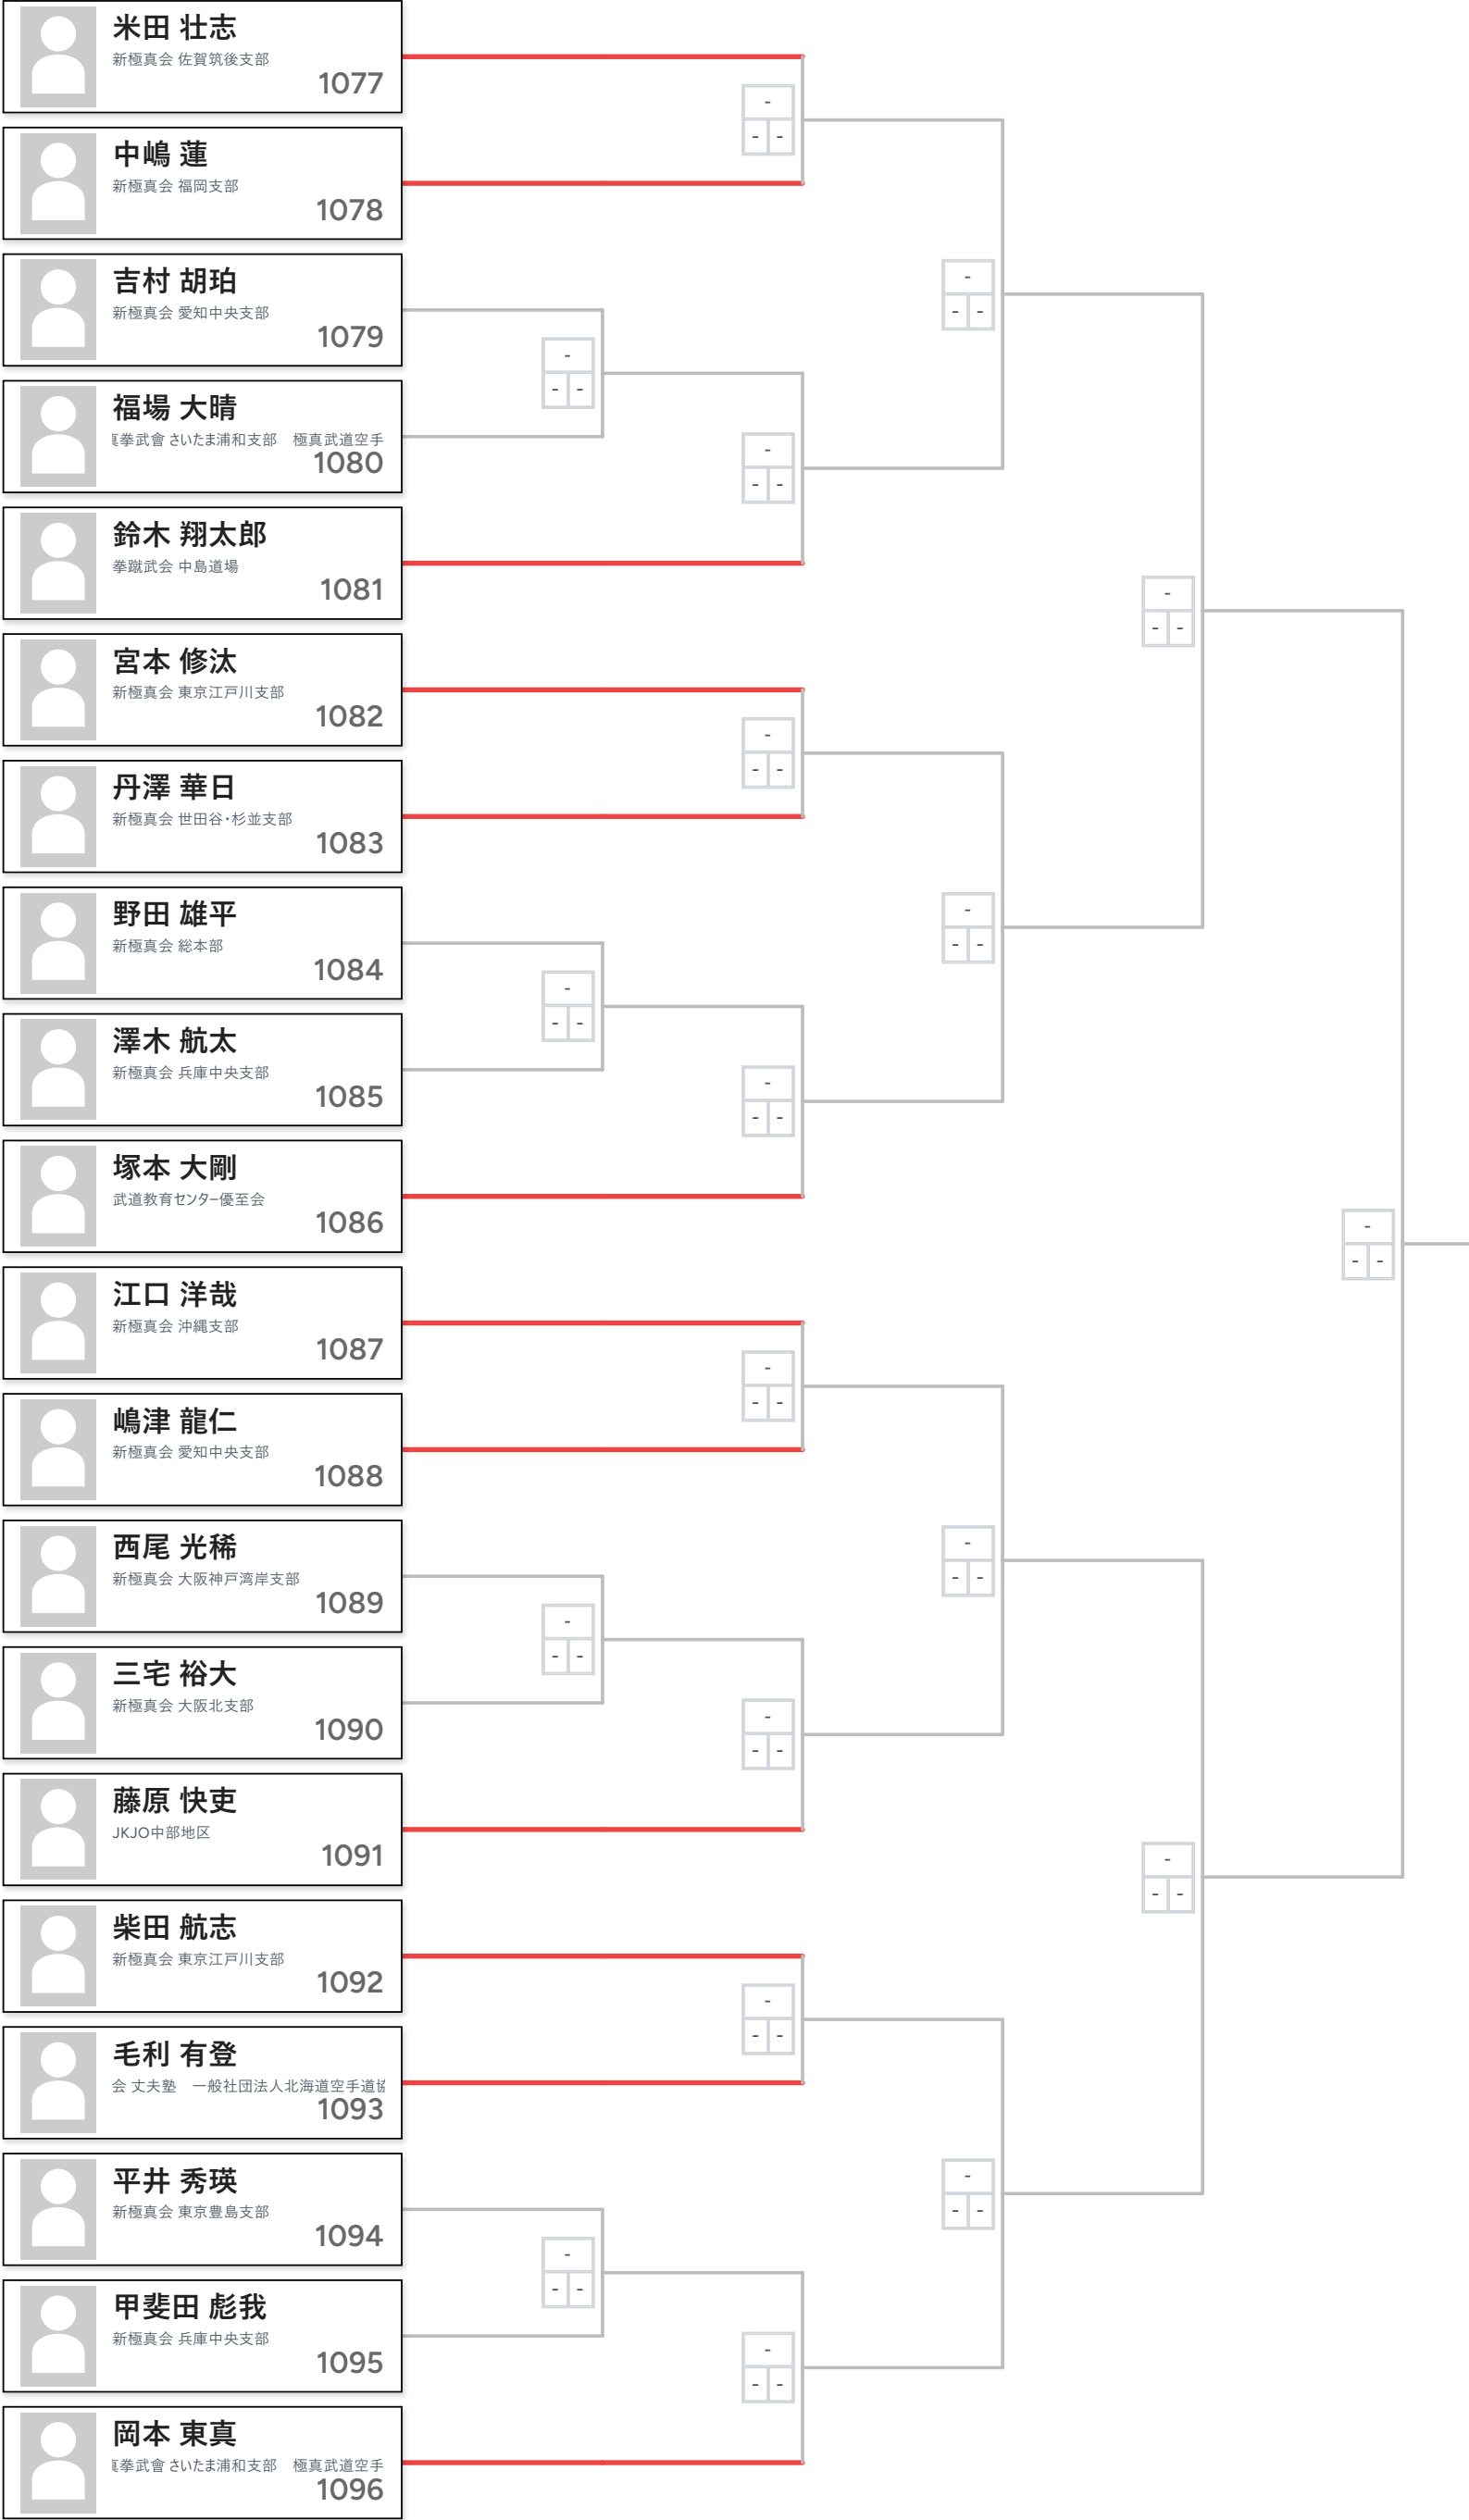 米田 壮志
新極真会 佐賀筑後支部
1077
-
- -
中嶋 蓮
新極真会 福岡支部
1078
-
- -
吉村 胡珀
新極真会 愛知中央支部
1079
-
- -
福場 大晴
真拳武會 さいたま浦和支部　極真武道空手
1080
-
- -
鈴木 翔太郎
拳蹴武会 中島道場
1081
-
- -
宮本 修汰
新極真会 東京江戸川支部
1082
-
- -
丹澤 華日
新極真会 世田谷・杉並支部
1083
野田 雄平
新極真会 総本部
1084
-
- -
-
- -
澤木 航太
新極真会 兵庫中央支部
1085
-
- -
塚本 大剛
武道教育センター優至会
1086
-
- -
江口 洋哉
新極真会 沖縄支部
1087
-
- -
嶋津 龍仁
新極真会 愛知中央支部
1088
西尾 光稀
新極真会 大阪神戸湾岸支部
1089
-
- -
-
- -
三宅 裕大
新極真会 大阪北支部
1090
-
- -
藤原 快吏
JKJO中部地区
1091
-
- -
柴田 航志
新極真会 東京江戸川支部
1092
-
- -
毛利 有登
会 丈夫塾　一般社団法人北海道空手道協
1093
平井 秀瑛
新極真会 東京豊島支部
1094
-
- -
-
- -
甲斐田 彪我
新極真会 兵庫中央支部
1095
-
- -
岡本 東真
真拳武會 さいたま浦和支部　極真武道空手
1096